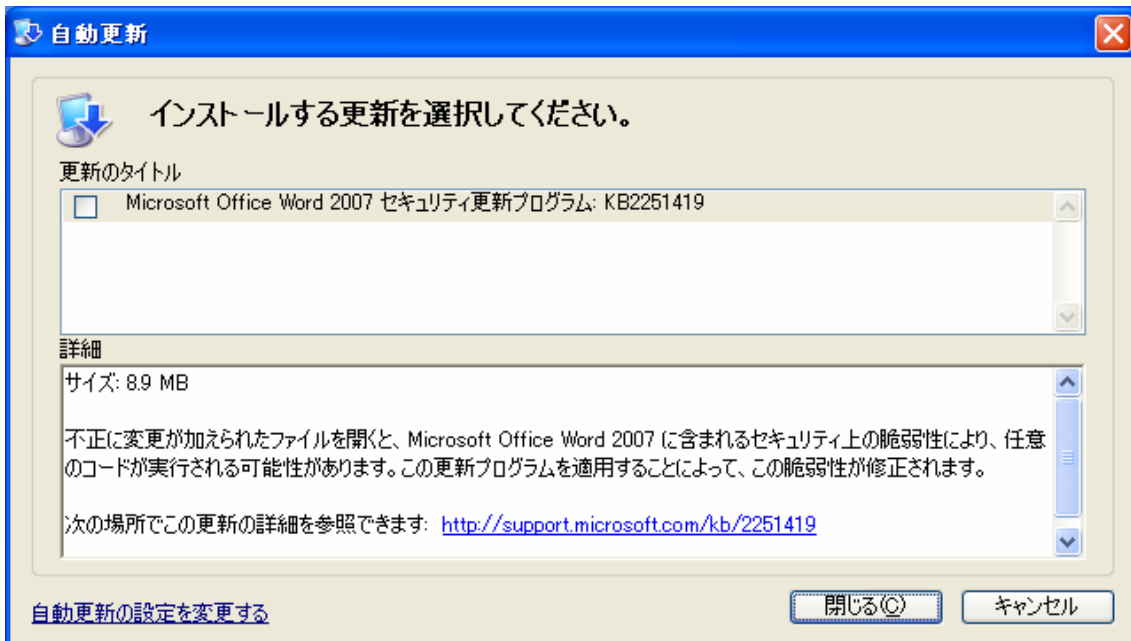 自動更新
インストールする更新を選択してください。
更新のタイトル
Microsoft Office Word 2007 セキュリティ更新プログラム: KB2251419
詳細
サイズ: 8.9 MB
不正に変更が加えられたファイルを開くと、Microsoft Office Word 2007 に含まれるセキュリティ上の脆弱性により、任意
のコードが実行される可能性があります。この更新プログラムを適用することによって、この脆弱性が修正されます。
次の場所でこの更新の詳細を参照できます: http://support.microsoft.com/kb/2251419
自動更新の設定を変更する
閉じる(C)
キャンセル